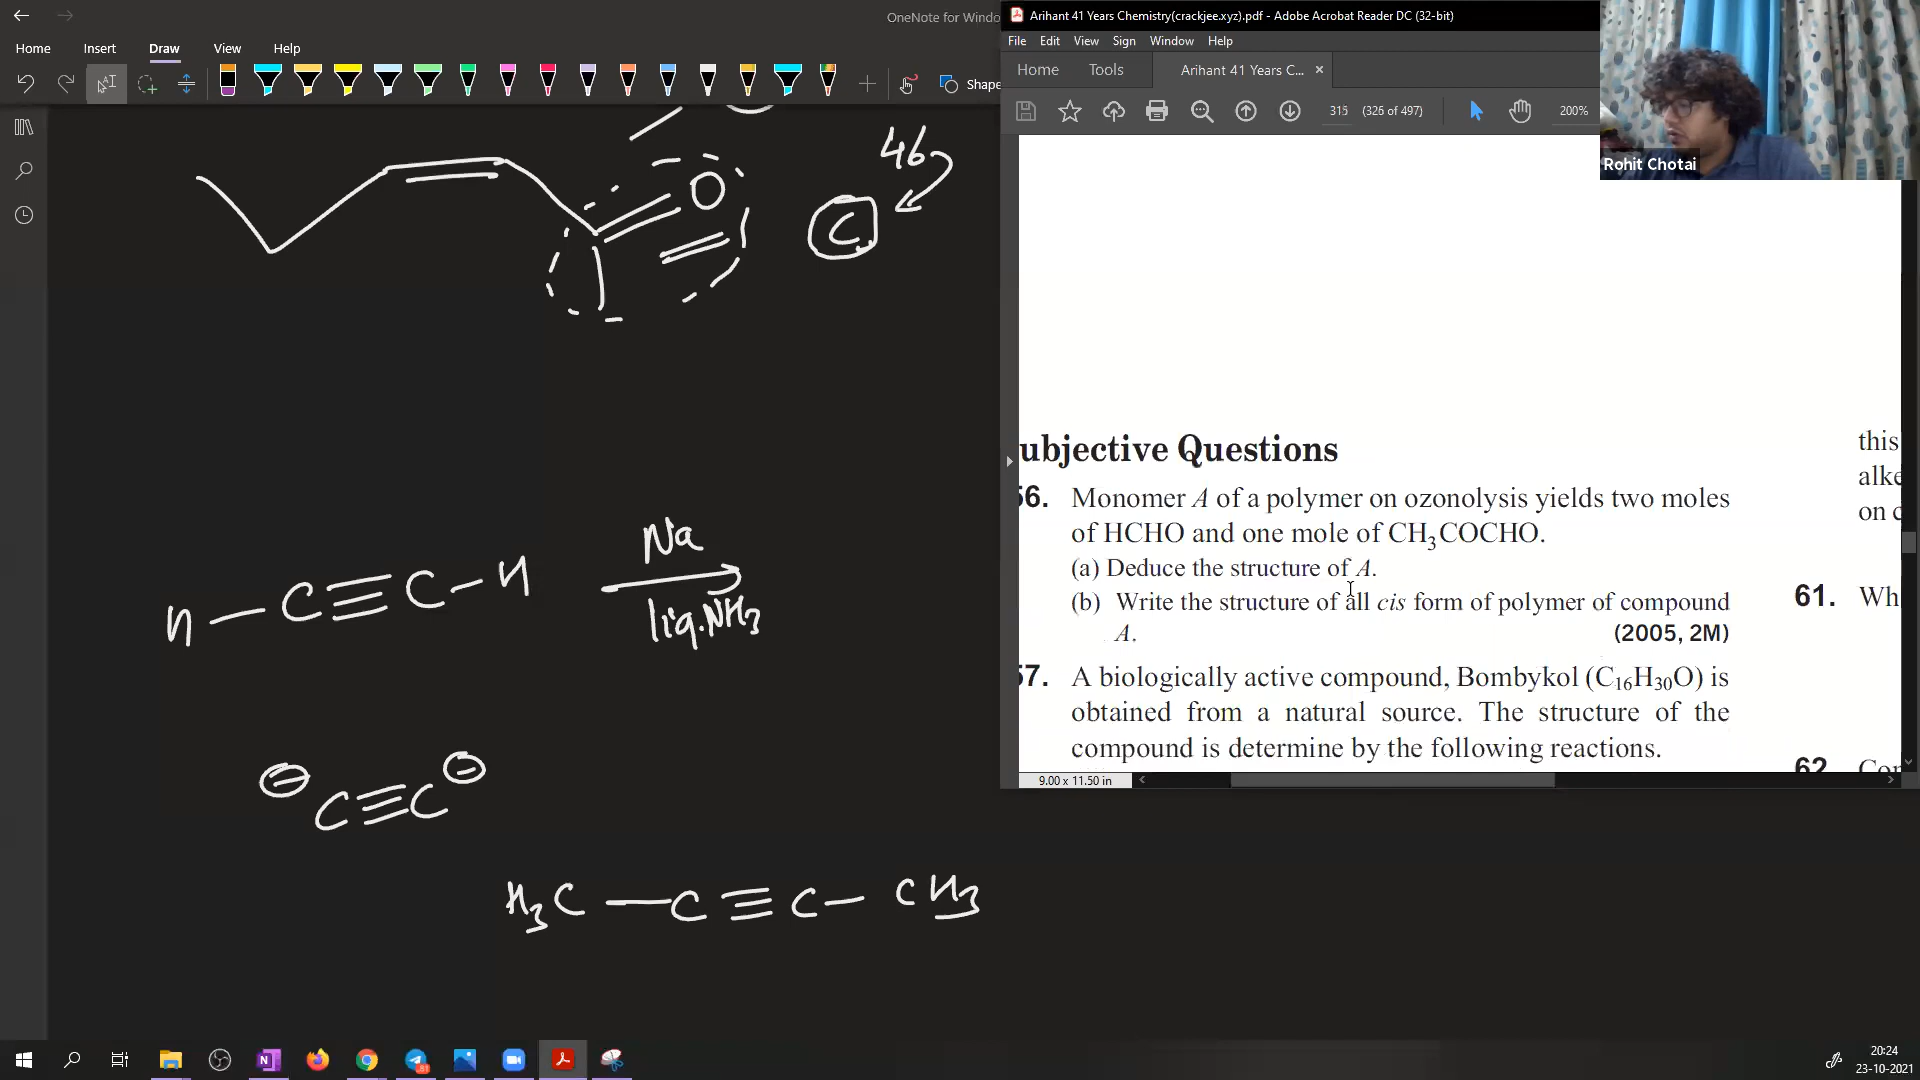 OneNote for Windo
Home Insert Draw View Help
Shape
46
O
C
H — C ≡ C – H
Na
liq. NH3
⊖ C ≡ C ⊖
H3C — C ≡ C – CH3
Arihant 41 Years Chemistry(crackjee.xyz).pdf - Adobe Acrobat Reader DC (32-bit)
File Edit View Sign Window Help
Home Tools Arihant 41 Years C... ×
315 (326 of 497) 200%
Rohit Chotai
ubjective Questions
56. Monomer A of a polymer on ozonolysis yields two moles
of HCHO and one mole of CH3COCHO.
(a) Deduce the structure of A.
(b) Write the structure of all cis form of polymer of compound
A. (2005, 2M)
57. A biologically active compound, Bombykol (C16H30O) is
obtained from a natural source. The structure of the
compound is determine by the following reactions.
this
alke
on c
61. Wh
62 Con
9.00 x 11.50 in
20:24
23-10-2021